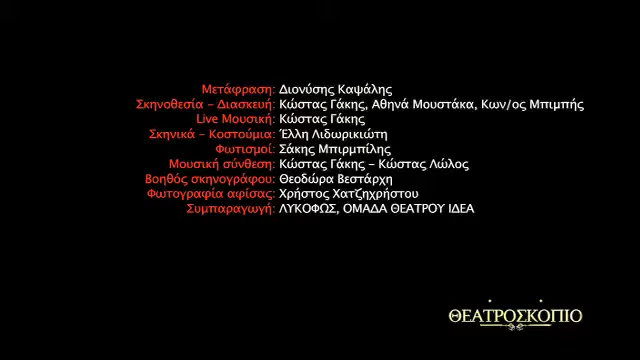 Μετάφραση: Διονύσης Καψάλης
Σκηνοθεσία – Διασκευή: Κώστας Γάκης, Αθηνά Μουστάκα, Κων/ος Μπιμπής
Live Μουσική: Κώστας Γάκης
Σκηνικά – Κοστούμια: Έλλη Λιδωρικιώτη
Φωτισμοί: Σάκης Μπιρμπίλης
Μουσική σύνθεση: Κώστας Γάκης – Κώστας Λώλος
Βοηθός σκηνογράφου: Θεοδώρα Βεστάρχη
Φωτογραφία αφίσας: Χρήστος Χατζηχρήστου
Συμπαραγωγή: ΛΥΚΟΦΩΣ, ΟΜΑΔΑ ΘΕΑΤΡΟΥ ΙΔΕΑ
ΘΕΑΤΡΟΣΚΟΠΙΟ